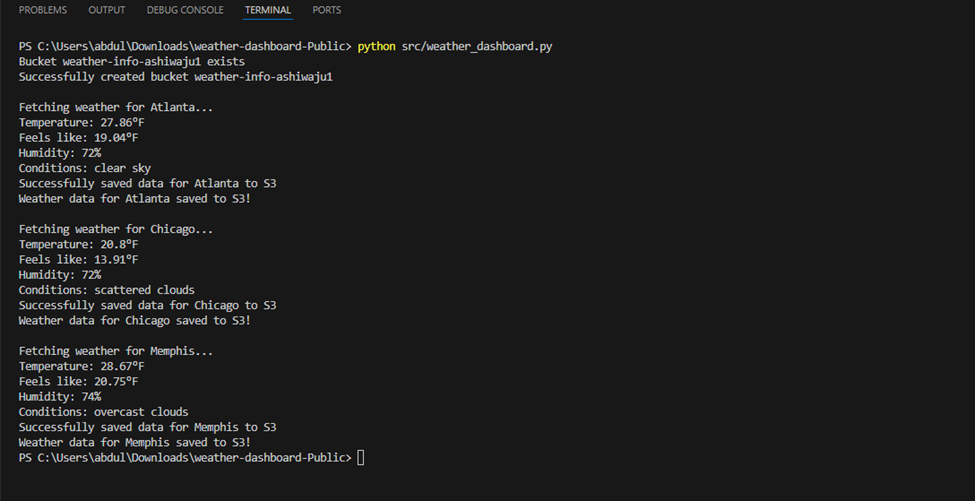 PROBLEMS OUTPUT DEBUG CONSOLE TERMINAL PORTS
PS C:\Users\abdul\Downloads\weather-dashboard-Public> python src/weather_dashboard.py
Bucket weather-info-ashiwaju1 exists
Successfully created bucket weather-info-ashiwaju1
Fetching weather for Atlanta...
Temperature: 27.86°F
Feels like: 19.04°F
Humidity: 72%
Conditions: clear sky
Successfully saved data for Atlanta to S3
Weather data for Atlanta saved to S3!
Fetching weather for Chicago...
Temperature: 20.8°F
Feels like: 13.91°F
Humidity: 72%
Conditions: scattered clouds
Successfully saved data for Chicago to S3
Weather data for Chicago saved to S3!
Fetching weather for Memphis...
Temperature: 28.67°F
Feels like: 20.75°F
Humidity: 74%
Conditions: overcast clouds
Successfully saved data for Memphis to S3
Weather data for Memphis saved to S3!
PS C:\Users\abdul\Downloads\weather-dashboard-Public>